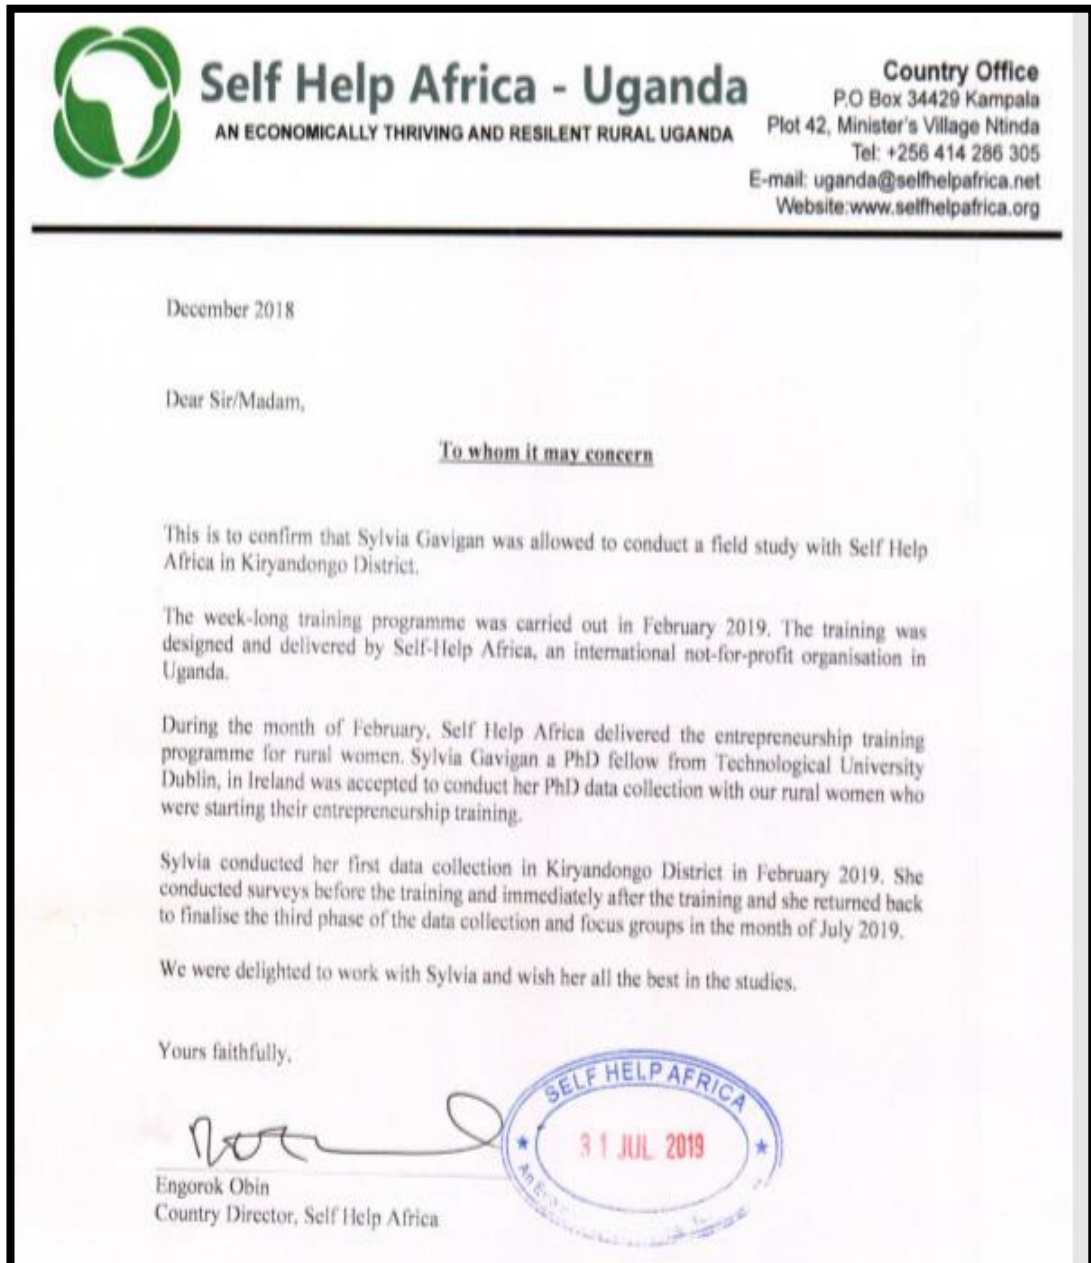 Self Help Africa - Uganda
AN ECONOMICALLY THRIVING AND RESILENT RURAL UGANDA
Country Office
P.O Box 34429 Kampala
Plot 42, Minister's Village Ntinda
Tel: +256 414 286 305
E-mail: uganda@selfhelpafrica.net
Website:www.selfhelpafrica.org
December 2018
Dear Sir/Madam,
To whom it may concern
This is to confirm that Sylvia Gavigan was allowed to conduct a field study with Self Help
Africa in Kiryandongo District.
The week-long training programme was carried out in February 2019. The training was
designed and delivered by Self-Help Africa, an international not-for-profit organisation in
Uganda.
During the month of February, Self Help Africa delivered the entrepreneurship training
programme for rural women. Sylvia Gavigan a PhD fellow from Technological University
Dublin, in Ireland was accepted to conduct her PhD data collection with our rural women who
were starting their entrepreneurship training.
Sylvia conducted her first data collection in Kiryandongo District in February 2019. She
conducted surveys before the training and immediately after the training and she returned back
to finalise the third phase of the data collection and focus groups in the month of July 2019.
We were delighted to work with Sylvia and wish her all the best in the studies.
Yours faithfully,
SELF HELP AFRICA
31 JUL 2019
An
Engorok Obin
Country Director, Self Help Africa